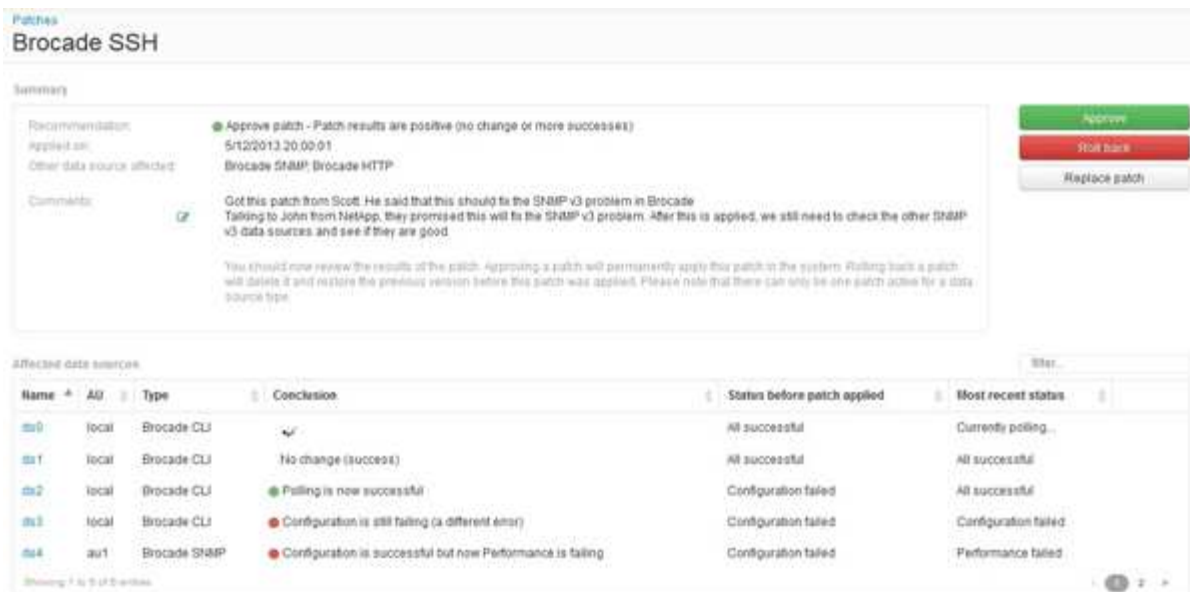 Patches
Brocade SSH
Summary
Recommendation: Approve patch - Patch results are positive (no change or more successes)
Applied on: 5/12/2013 20:00:01
Other data source affected: Brocade SNMP, Brocade HTTP
Comments: Got this patch from Scott. He said that this should fix the SNMP v3 problem in Brocade
Talking to John from NetApp, they promised this will fix the SNMP v3 problem. After this is applied, we still need to check the other SNMP
v3 data sources and see if they are good
You should now review the results of the patch. Approving a patch will permanently apply this patch in the system. Rolling back a patch
will delete it and restore the previous version before this patch was applied. Please note that there can only be one patch active for a data
source type.
Approve
Roll back
Replace patch
Affected data sources
filter...
Name AU Type Conclusion Status before patch applied Most recent status
ds0 local Brocade CLI All successful Currently polling...
ds1 local Brocade CLI No change (success) All successful All successful
ds2 local Brocade CLI Polling is now successful Configuration failed All successful
ds3 local Brocade CLI Configuration is still failing (a different error) Configuration failed Configuration failed
ds4 au1 Brocade SNMP Configuration is successful but now Performance is failing Configuration failed Performance failed
Showing 1 to 5 of 6 entries
1 2